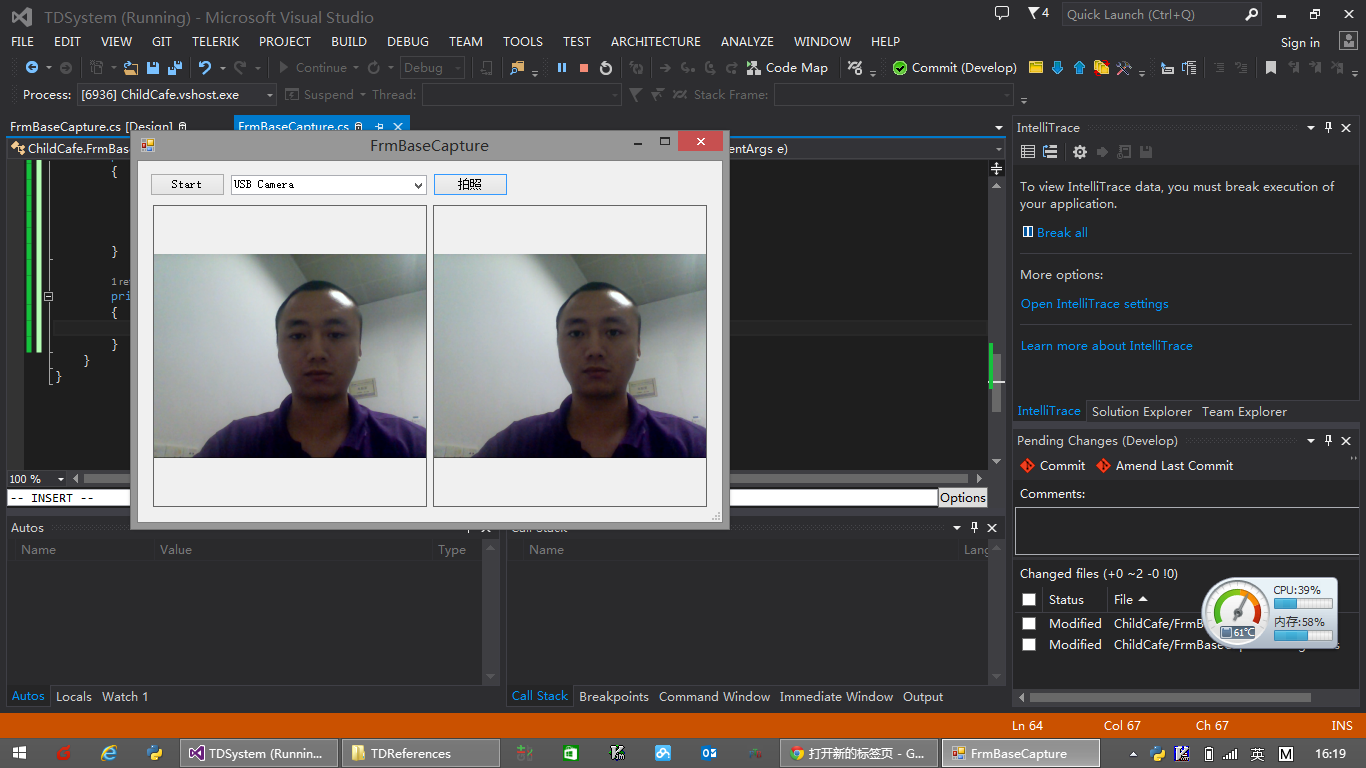 TDSystem (Running) - Microsoft Visual Studio
4
Quick Launch (Ctrl+Q)
FILE EDIT VIEW GIT TELERIK PROJECT BUILD DEBUG TEAM TOOLS TEST ARCHITECTURE ANALYZE WINDOW HELP
Sign in
Continue Debug Code Map Commit (Develop)
Process: [6936] ChildCafe.vshost.exe Suspend Thread: Stack Frame:
FrmBaseCapture.cs [Design] FrmBaseCapture.cs
ChildCafe.FrmBas
entArgs e)
FrmBaseCapture
Start USB Camera 拍照
{
}
1 re
pri
{
}
}
}
100 %
-- INSERT --
Options
IntelliTrace
To view IntelliTrace data, you must break execution of
your application.
Break all
More options:
Open IntelliTrace settings
Learn more about IntelliTrace
IntelliTrace Solution Explorer Team Explorer
Pending Changes (Develop)
Commit Amend Last Commit
Comments:
Changed files (+0 ~2 -0 !0)
Status File
Modified ChildCafe/FrmB
Modified ChildCafe/FrmBase
CPU:39%
内存:58%
61℃
Autos
Name Value Type
Autos Locals Watch 1
Call Stack
Name Lang
Call Stack Breakpoints Command Window Immediate Window Output
Ln 64 Col 67 Ch 67 INS
TDSystem (Runnin... TDReferences 打开新的标签页 - G... FrmBaseCapture
英 M 16:19